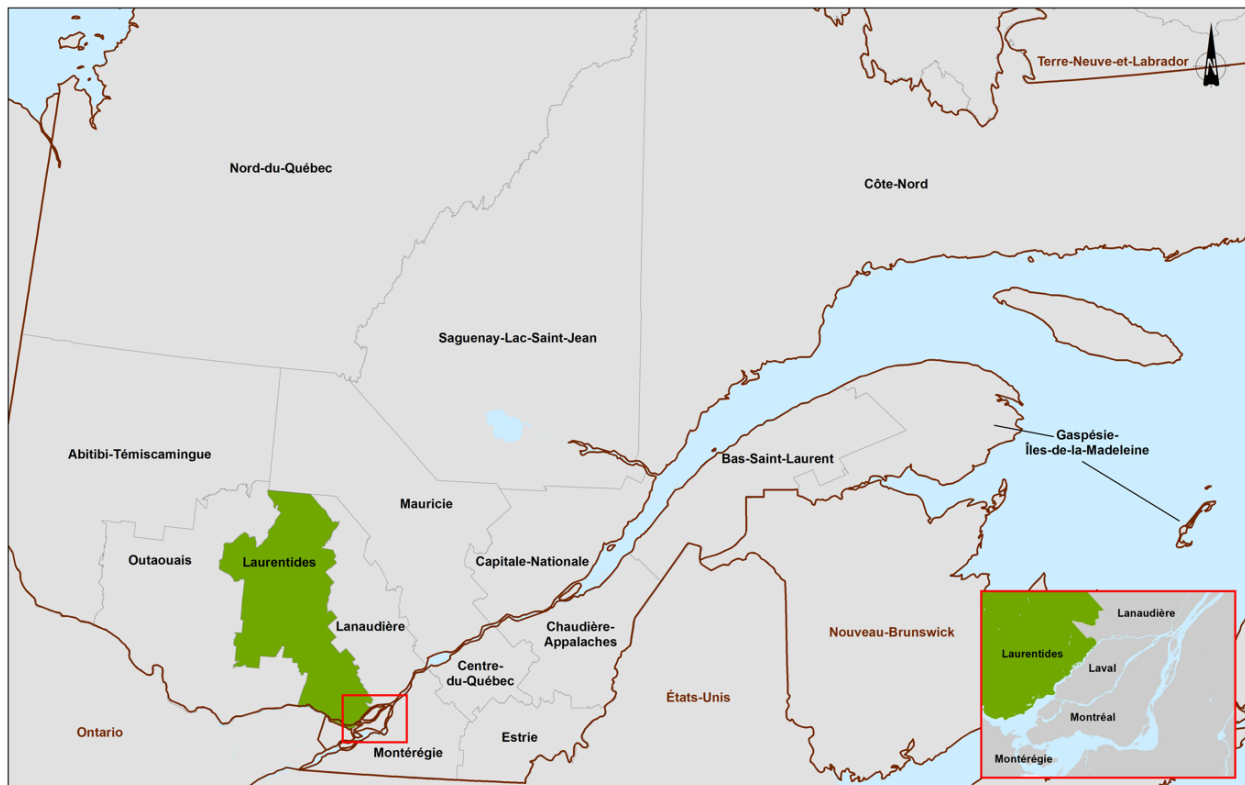 Terre-Neuve-et-Labrador
Nord-du-Québec
Côte-Nord
Saguenay-Lac-Saint-Jean
Gaspésie-
Îles-de-la-Madeleine
Abitibi-Témiscamingue
Bas-Saint-Laurent
Mauricie
Outaouais
Laurentides
Capitale-Nationale
Lanaudière
Chaudière-
Appalaches
Nouveau-Brunswick
Centre-
du-Québec
États-Unis
Ontario
Estrie
Montérégie
Lanaudière
Laurentides
Laval
Montréal
Montérégie